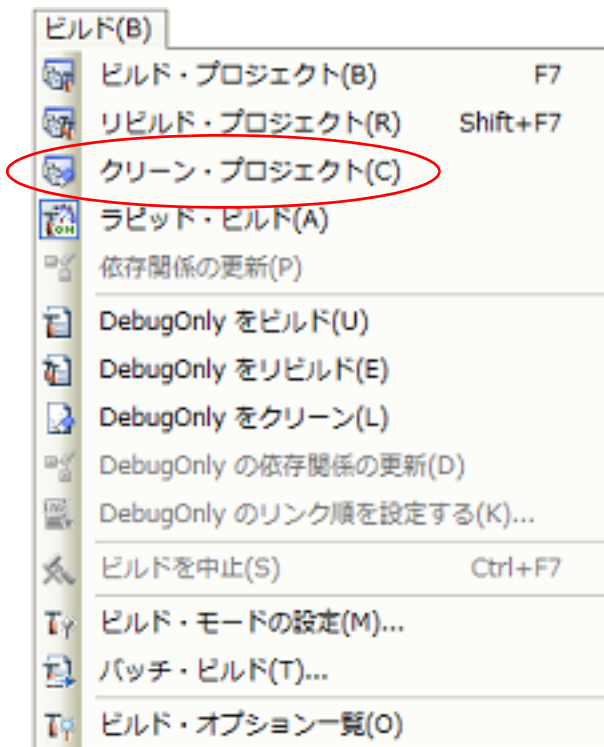 ビルド(B)
ビルド・プロジェクト(B) F7
リビルド・プロジェクト(R) Shift+F7
クリーン・プロジェクト(C)
ラピッド・ビルド(A)
依存関係の更新(P)
DebugOnly をビルド(U)
DebugOnly をリビルド(E)
DebugOnly をクリーン(L)
DebugOnly の依存関係の更新(D)
DebugOnly のリンク順を設定する(K)...
ビルドを中止(S) Ctrl+F7
ビルド・モードの設定(M)...
バッチ・ビルド(T)...
ビルド・オプション一覧(O)